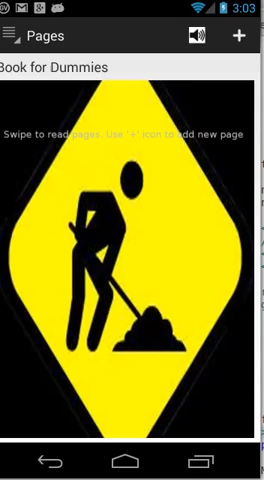 3:03
Pages
Book for Dummies
Swipe to read pages. Use '+' icon to add new page